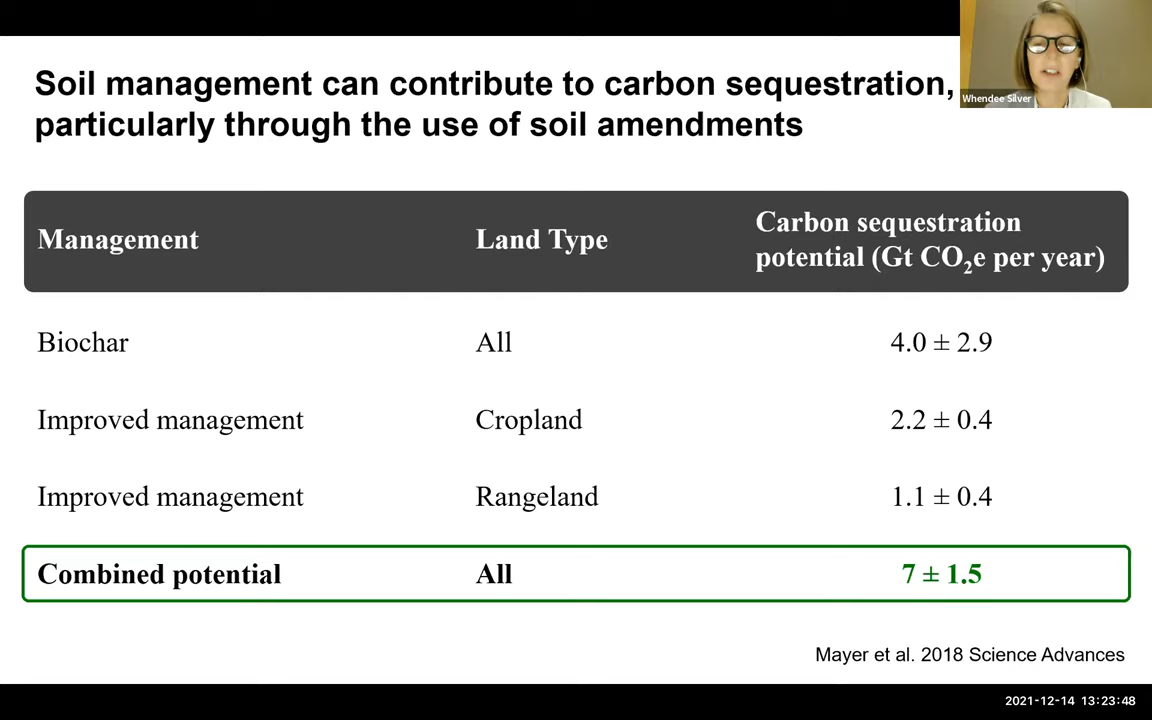 Soil management can contribute to carbon sequestration,
particularly through the use of soil amendments
Whendee Silver
Management Land Type Carbon sequestration
potential (Gt CO₂e per year)
Biochar All 4.0 ± 2.9
Improved management Cropland 2.2 ± 0.4
Improved management Rangeland 1.1 ± 0.4
Combined potential All 7 ± 1.5
Mayer et al. 2018 Science Advances
2021-12-14 13:23:48